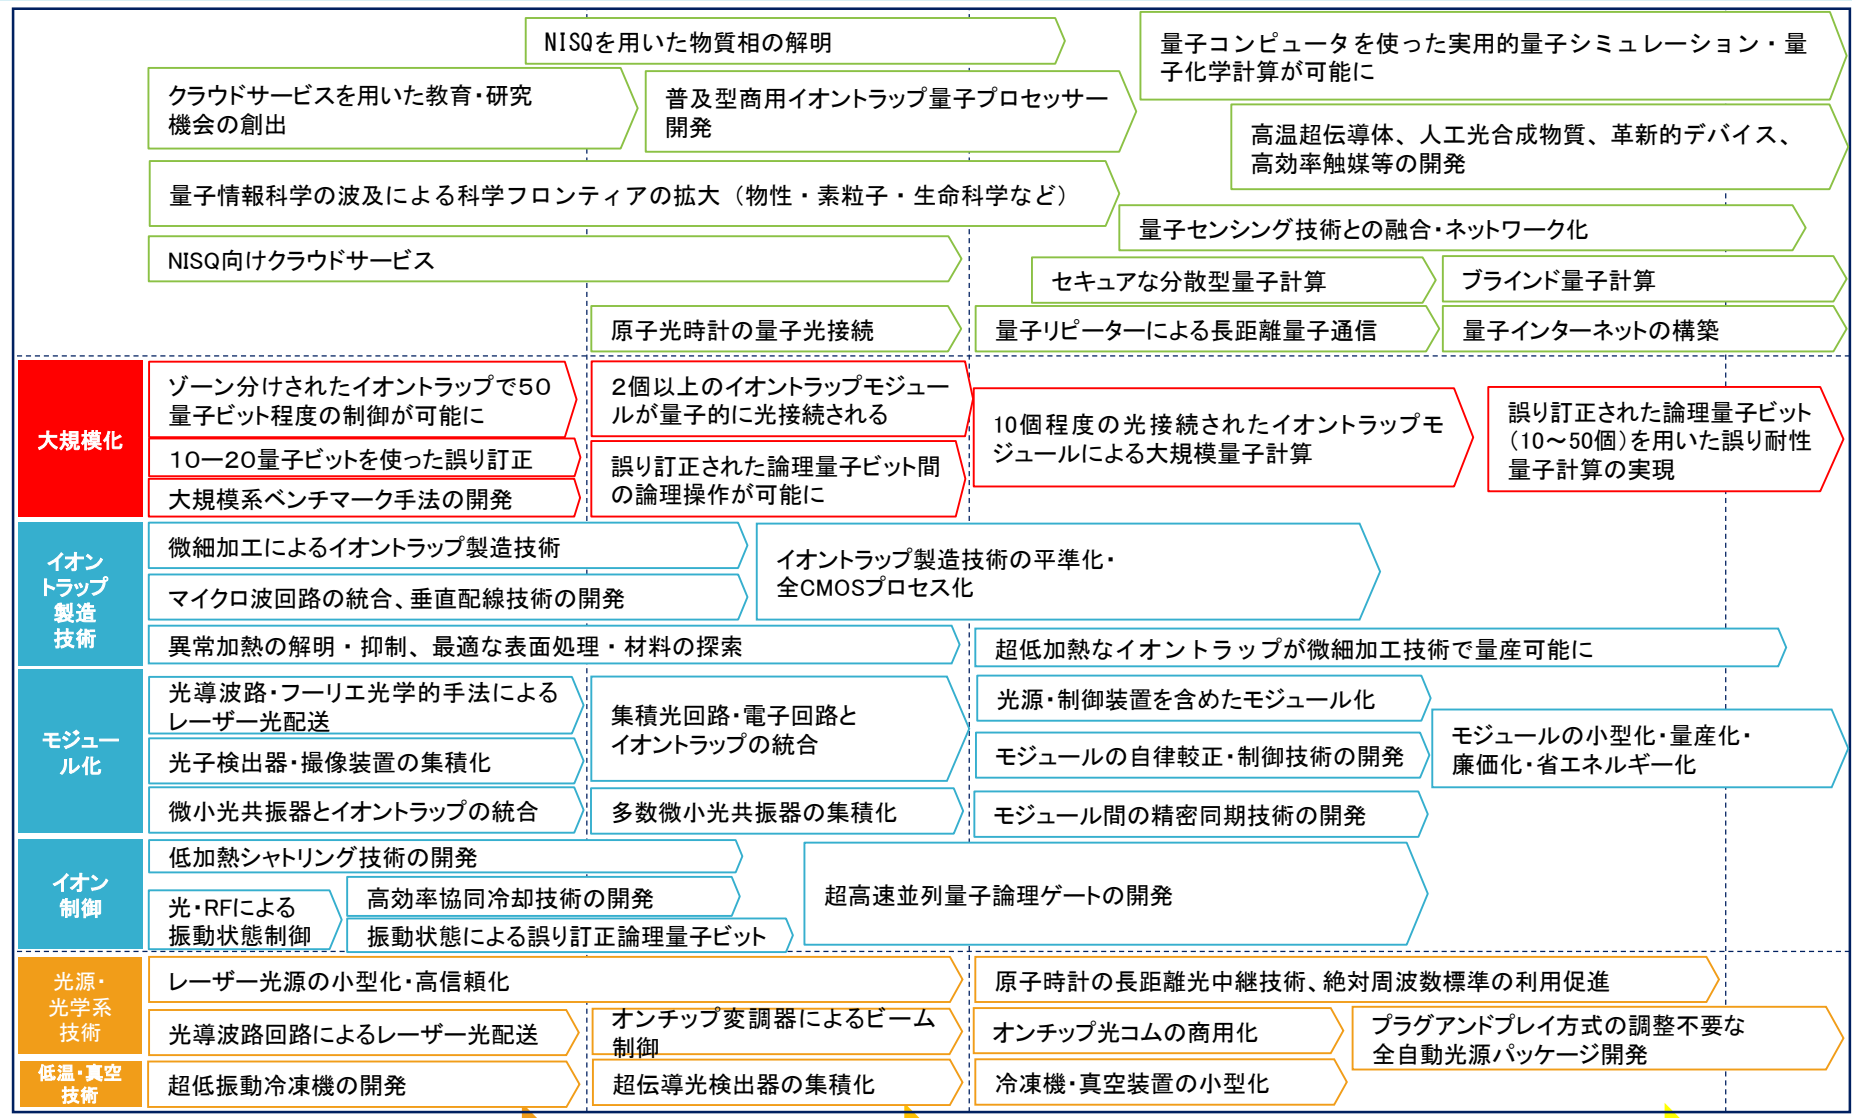 NISQを用いた物質相の解明
量子コンピュータを使った実用的量子シミュレーション・量
子化学計算が可能に
クラウドサービスを用いた教育・研究
機会の創出
普及型商用イオントラップ量子プロセッサー
開発
高温超伝導体、人工光合成物質、革新的デバイス、
高効率触媒等の開発
量子情報科学の波及による科学フロンティアの拡大（物性・素粒子・生命科学など）
量子センシング技術との融合・ネットワーク化
NISQ向けクラウドサービス
セキュアな分散型量子計算
ブラインド量子計算
原子光時計の量子光接続
量子リピーターによる長距離量子通信
量子インターネットの構築
大規模化
ゾーン分けされたイオントラップで５０
量子ビット程度の制御が可能に
１０ー２０量子ビットを使った誤り訂正
大規模系ベンチマーク手法の開発
２個以上のイオントラップモジュー
ルが量子的に光接続される
誤り訂正された論理量子ビット間
の論理操作が可能に
10個程度の光接続されたイオントラップモ
ジュールによる大規模量子計算
誤り訂正された論理量子ビット
（10～50個）を用いた誤り耐性
量子計算の実現
イオン
トラップ
製造
技術
微細加工によるイオントラップ製造技術
マイクロ波回路の統合、垂直配線技術の開発
イオントラップ製造技術の平準化・
全CMOSプロセス化
異常加熱の解明・抑制、最適な表面処理・材料の探索
超低加熱なイオントラップが微細加工技術で量産可能に
モジュー
ル化
光導波路・フーリエ光学的手法による
レーザー光配送
光子検出器・撮像装置の集積化
微小光共振器とイオントラップの統合
集積光回路・電子回路と
イオントラップの統合
多数微小光共振器の集積化
光源・制御装置を含めたモジュール化
モジュールの自律較正・制御技術の開発
モジュール間の精密同期技術の開発
モジュールの小型化・量産化・
廉価化・省エネルギー化
イオン
制御
低加熱シャトリング技術の開発
光・RFによる
振動状態制御
高効率協同冷却技術の開発
振動状態による誤り訂正論理量子ビット
超高速並列量子論理ゲートの開発
光源・
光学系
技術
レーザー光源の小型化・高信頼化
原子時計の長距離光中継技術、絶対周波数標準の利用促進
光導波路回路によるレーザー光配送
オンチップ変調器によるビーム
制御
オンチップ光コムの商用化
プラグアンドプレイ方式の調整不要な
全自動光源パッケージ開発
低温・真空
技術
超低振動冷凍機の開発
超伝導光検出器の集積化
冷凍機・真空装置の小型化